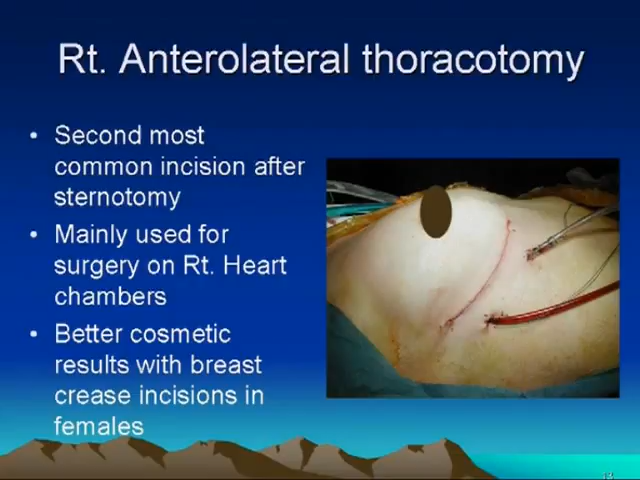 Rt. Anterolateral thoracotomy
• Second most
common incision after
sternotomy
• Mainly used for
surgery on Rt. Heart
chambers
• Better cosmetic
results with breast
crease incisions in
females
13